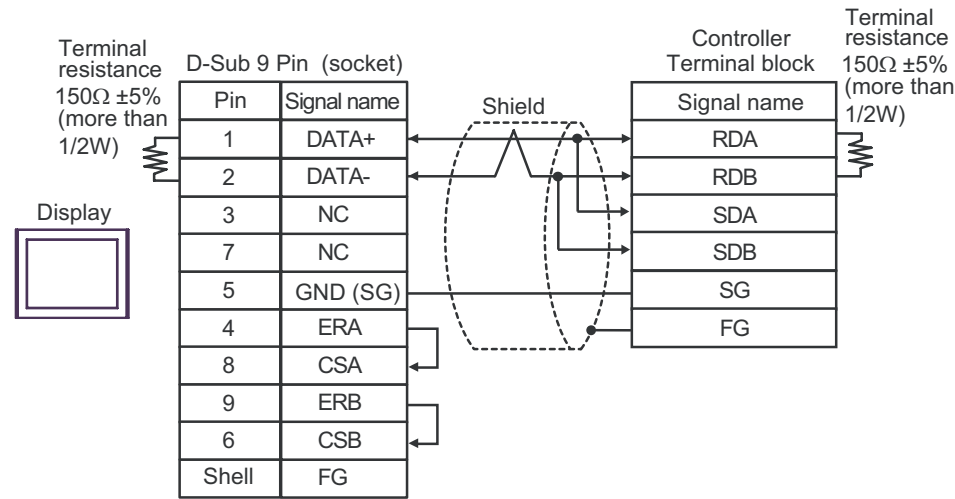 Terminal
resistance
150Ω ±5%
(more than
1/2W)
Display
D-Sub 9 Pin (socket)
Pin Signal name
1 DATA+
2 DATA-
3 NC
7 NC
5 GND (SG)
4 ERA
8 CSA
9 ERB
6 CSB
Shell FG
Shield
Controller
Terminal block
Signal name
RDA
RDB
SDA
SDB
SG
FG
Terminal
resistance
150Ω ±5%
(more than
1/2W)